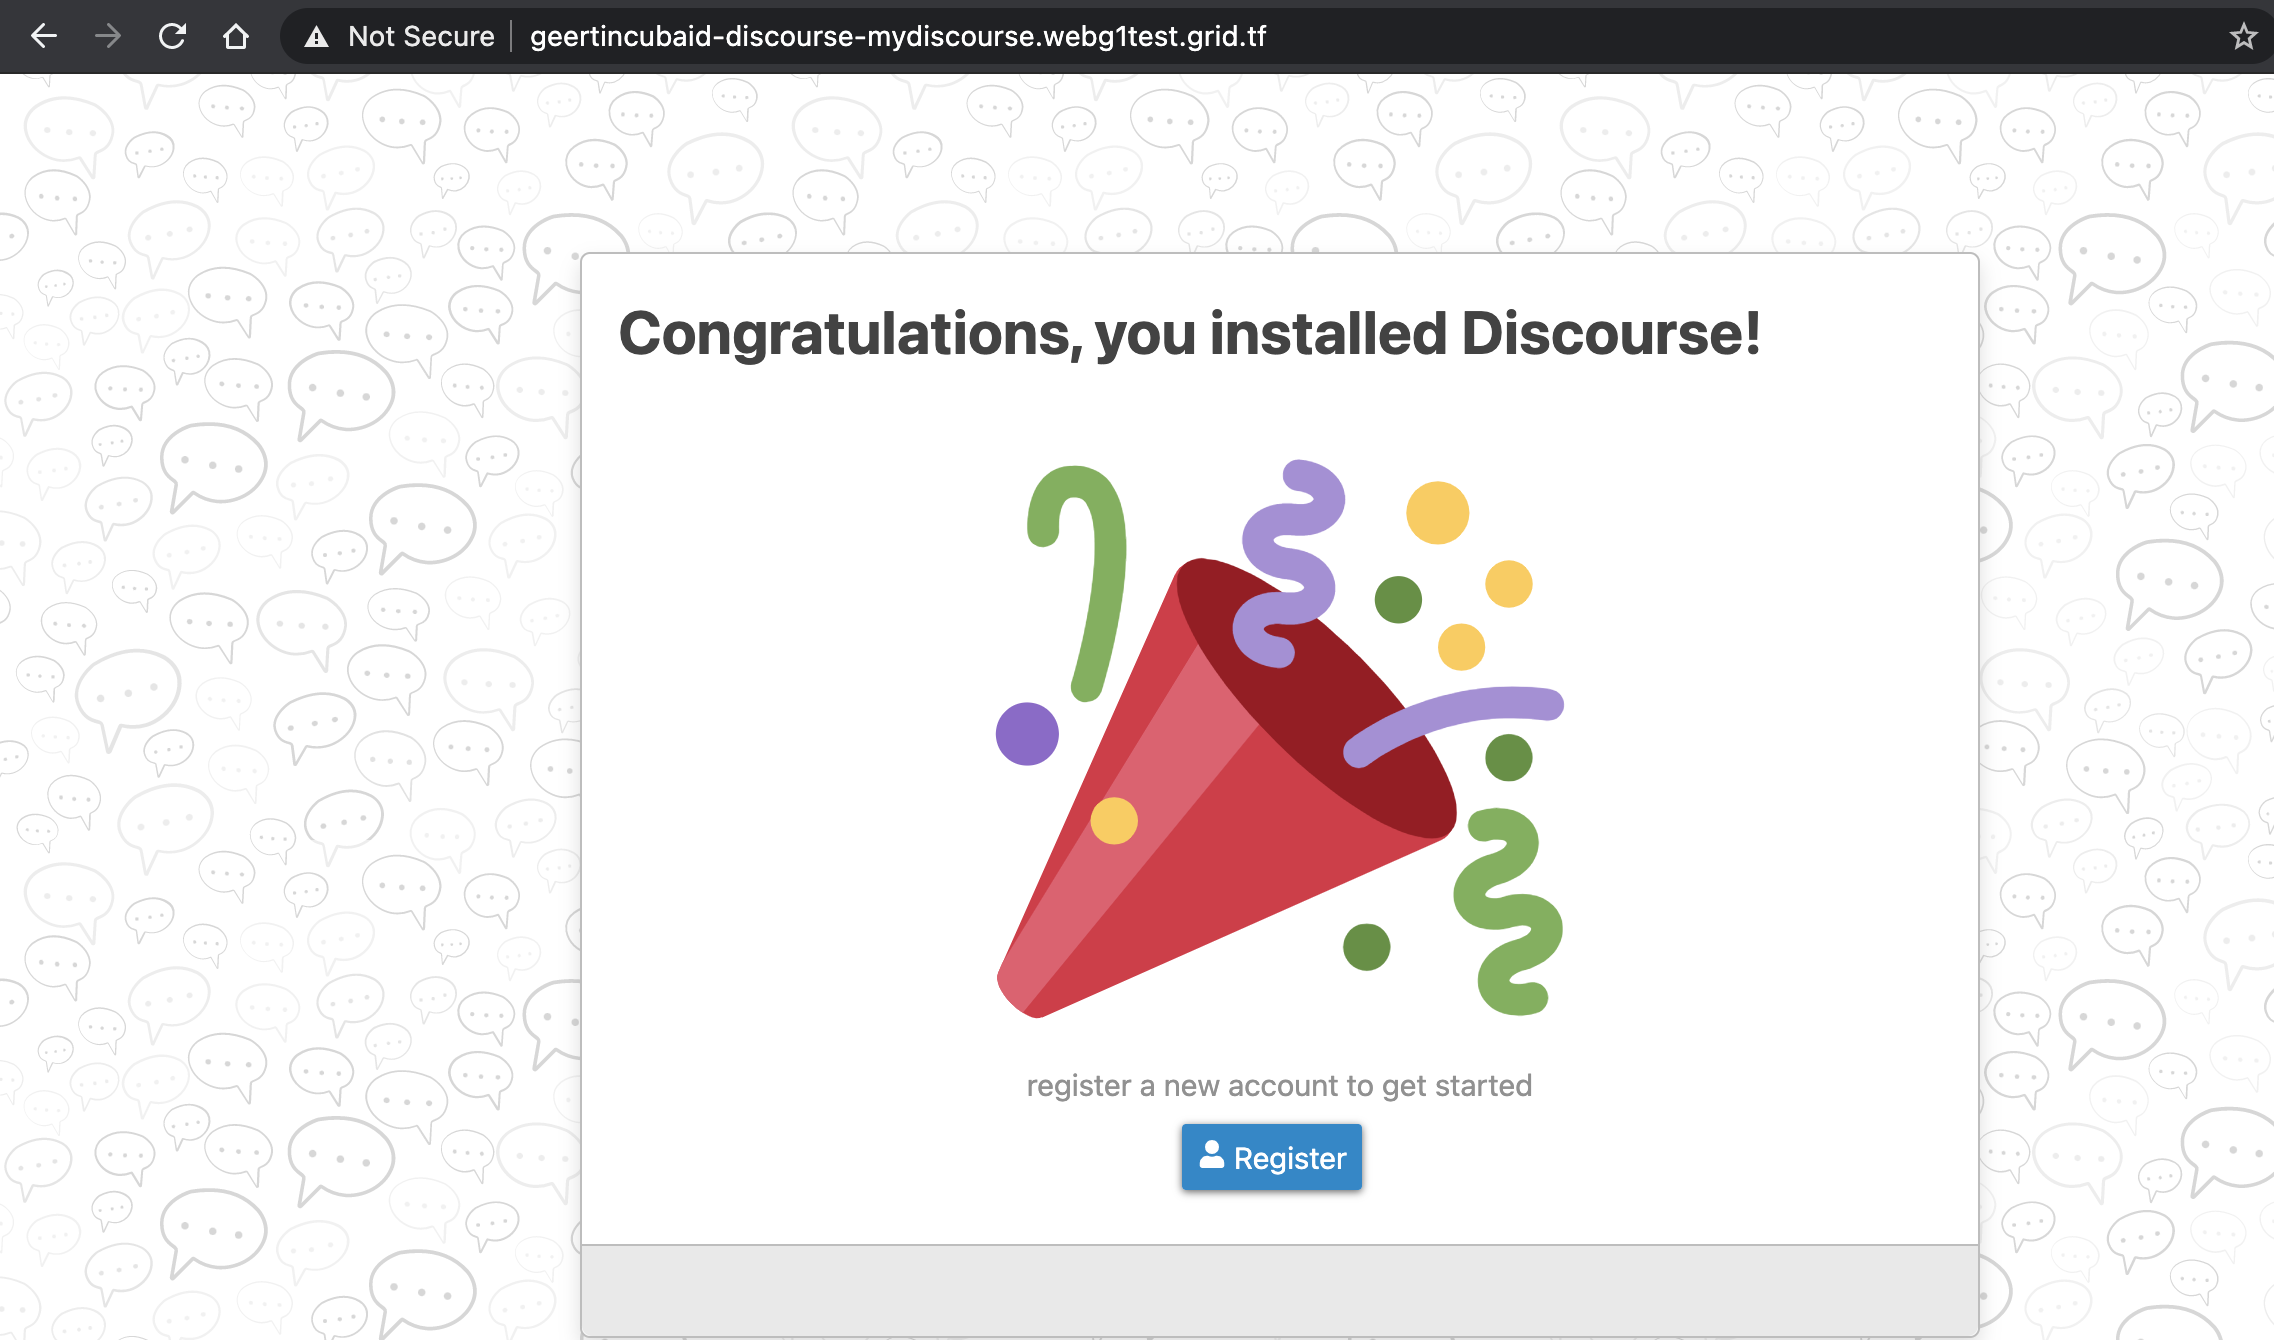 Not Secure geertincubaid-discourse-mydiscourse.webg1test.grid.tf
Congratulations, you installed Discourse!
register a new account to get started
Register